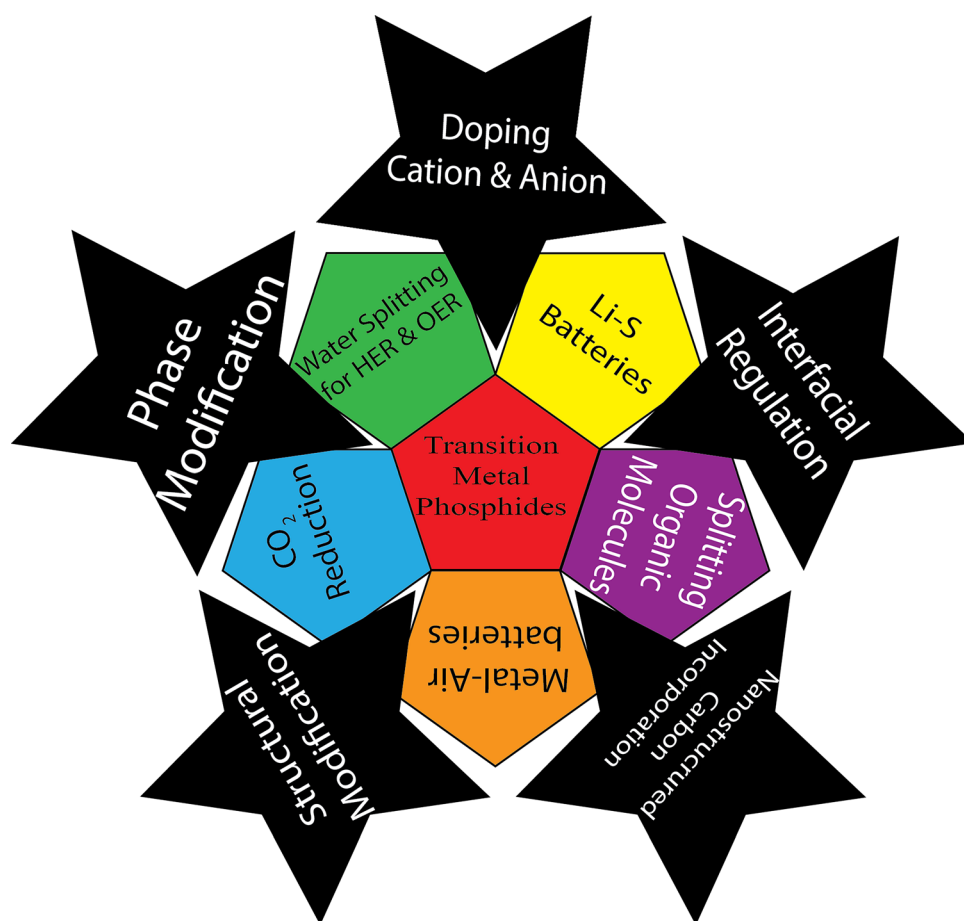 Doping
Cation & Anion
Phase
Modification
Water Splitting
for HER & OER
Li-S
Batteries
Interfacial
Regulation
Transition
Metal
Phosphides
CO₂
Reduction
Splitting
Organic
Molecules
Metal-Air
batteries
Structural
Modification
Nanostrucrured
Carbon
Incorporation